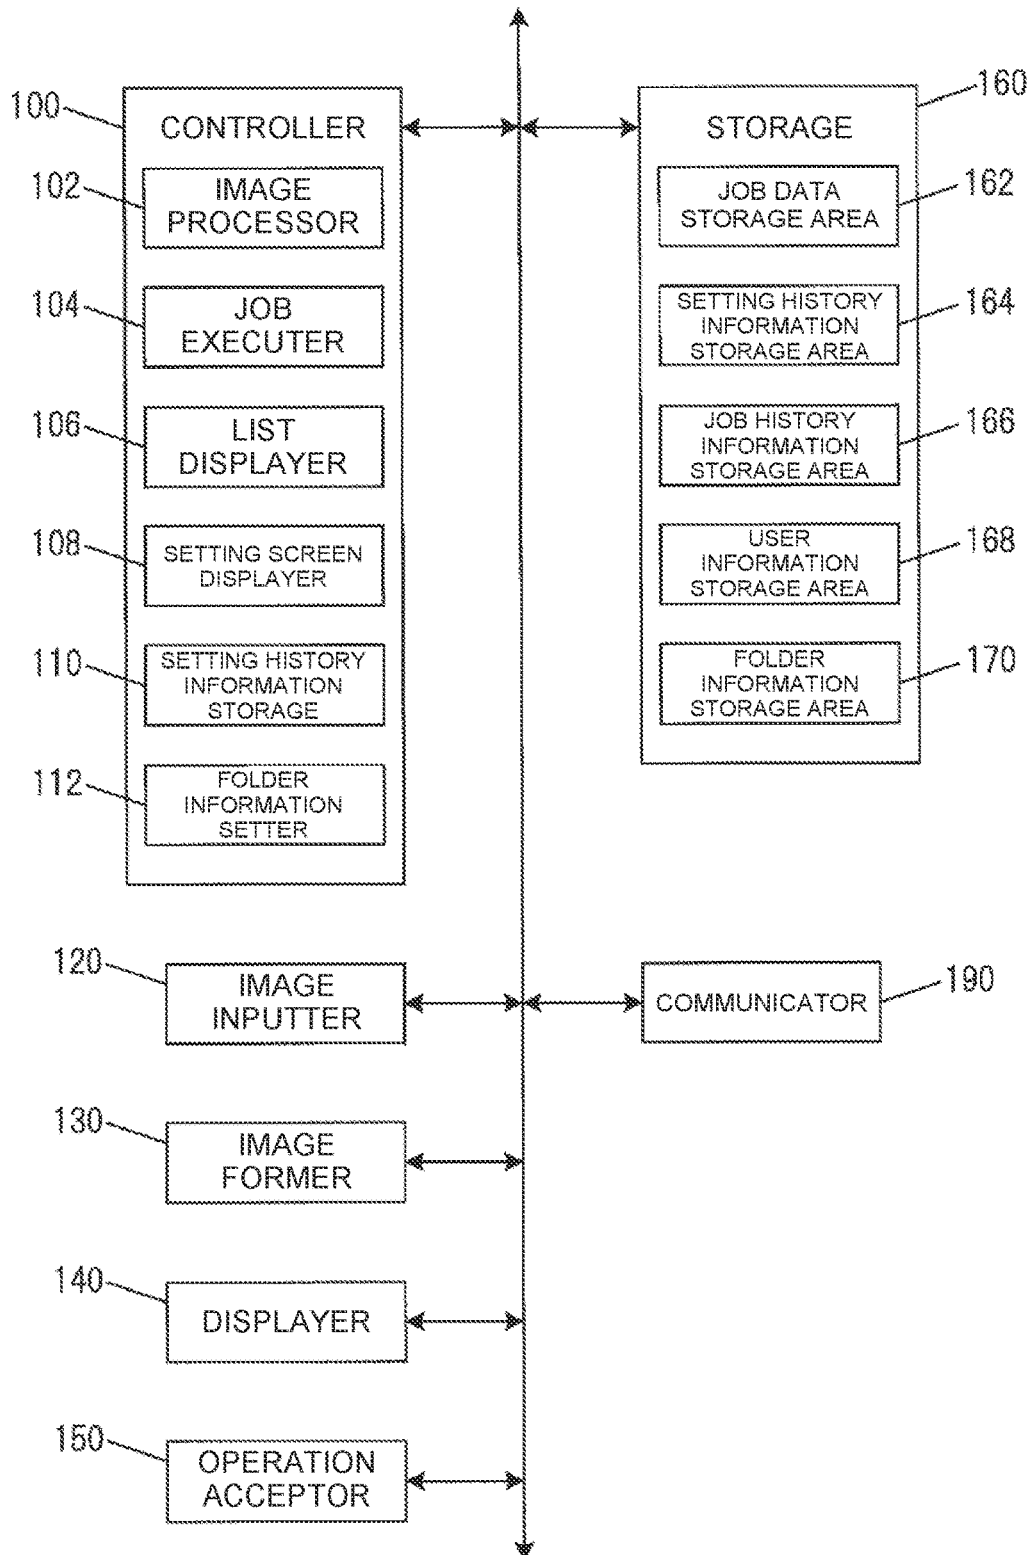 100
CONTROLLER
102
IMAGE
PROCESSOR
104
JOB
EXECUTER
106
LIST
DISPLAYER
108
SETTING SCREEN
DISPLAYER
110
SETTING HISTORY
INFORMATION
STORAGE
112
FOLDER
INFORMATION
SETTER
160
STORAGE
162
JOB DATA
STORAGE AREA
164
SETTING HISTORY
INFORMATION
STORAGE AREA
166
JOB HISTORY
INFORMATION
STORAGE AREA
168
USER
INFORMATION
STORAGE AREA
170
FOLDER
INFORMATION
STORAGE AREA
120
IMAGE
INPUTTER
190
COMMUNICATOR
130
IMAGE
FORMER
140
DISPLAYER
150
OPERATION
ACCEPTOR